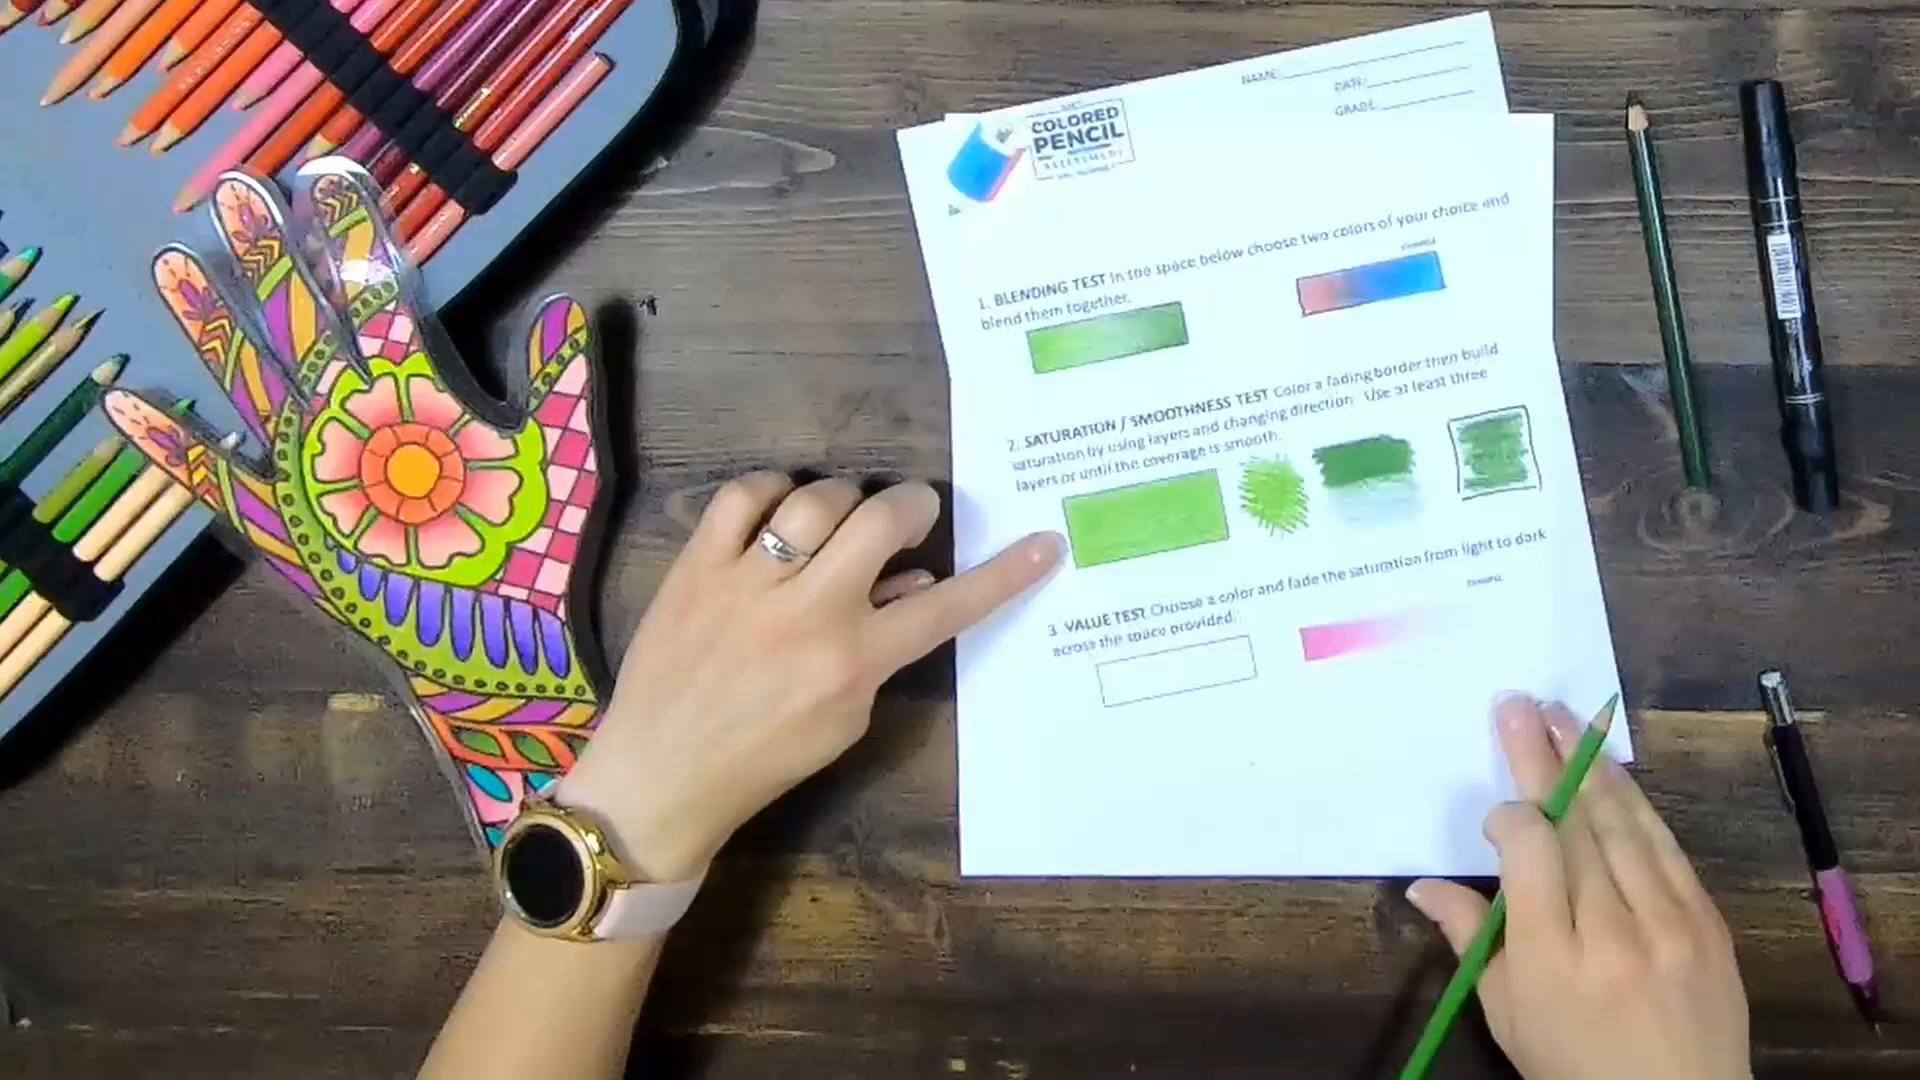 NAME:
DATE:
GRADE:
COLORED
PENCIL
ASSESSMENT
1. BLENDING TEST In the space below choose two colors of your choice and
blend them together.
EXAMPLE
2. SATURATION / SMOOTHNESS TEST Color a fading border then build
saturation by using layers and changing direction. Use at least three
layers or until the coverage is smooth.
3. VALUE TEST Choose a color and fade the saturation from light to dark
across the space provided.
EXAMPLE